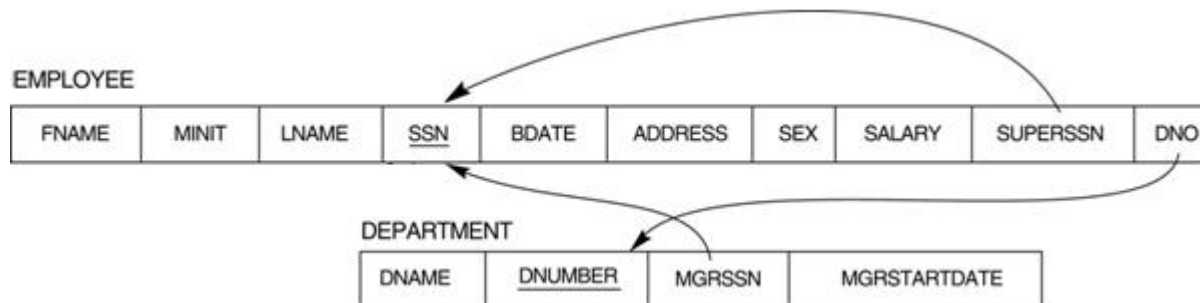 EMPLOYEE
FNAME MINIT LNAME SSN BDATE ADDRESS SEX SALARY SUPERSSN DNO
DEPARTMENT
DNAME DNUMBER MGRSSN MGRSTARTDATE